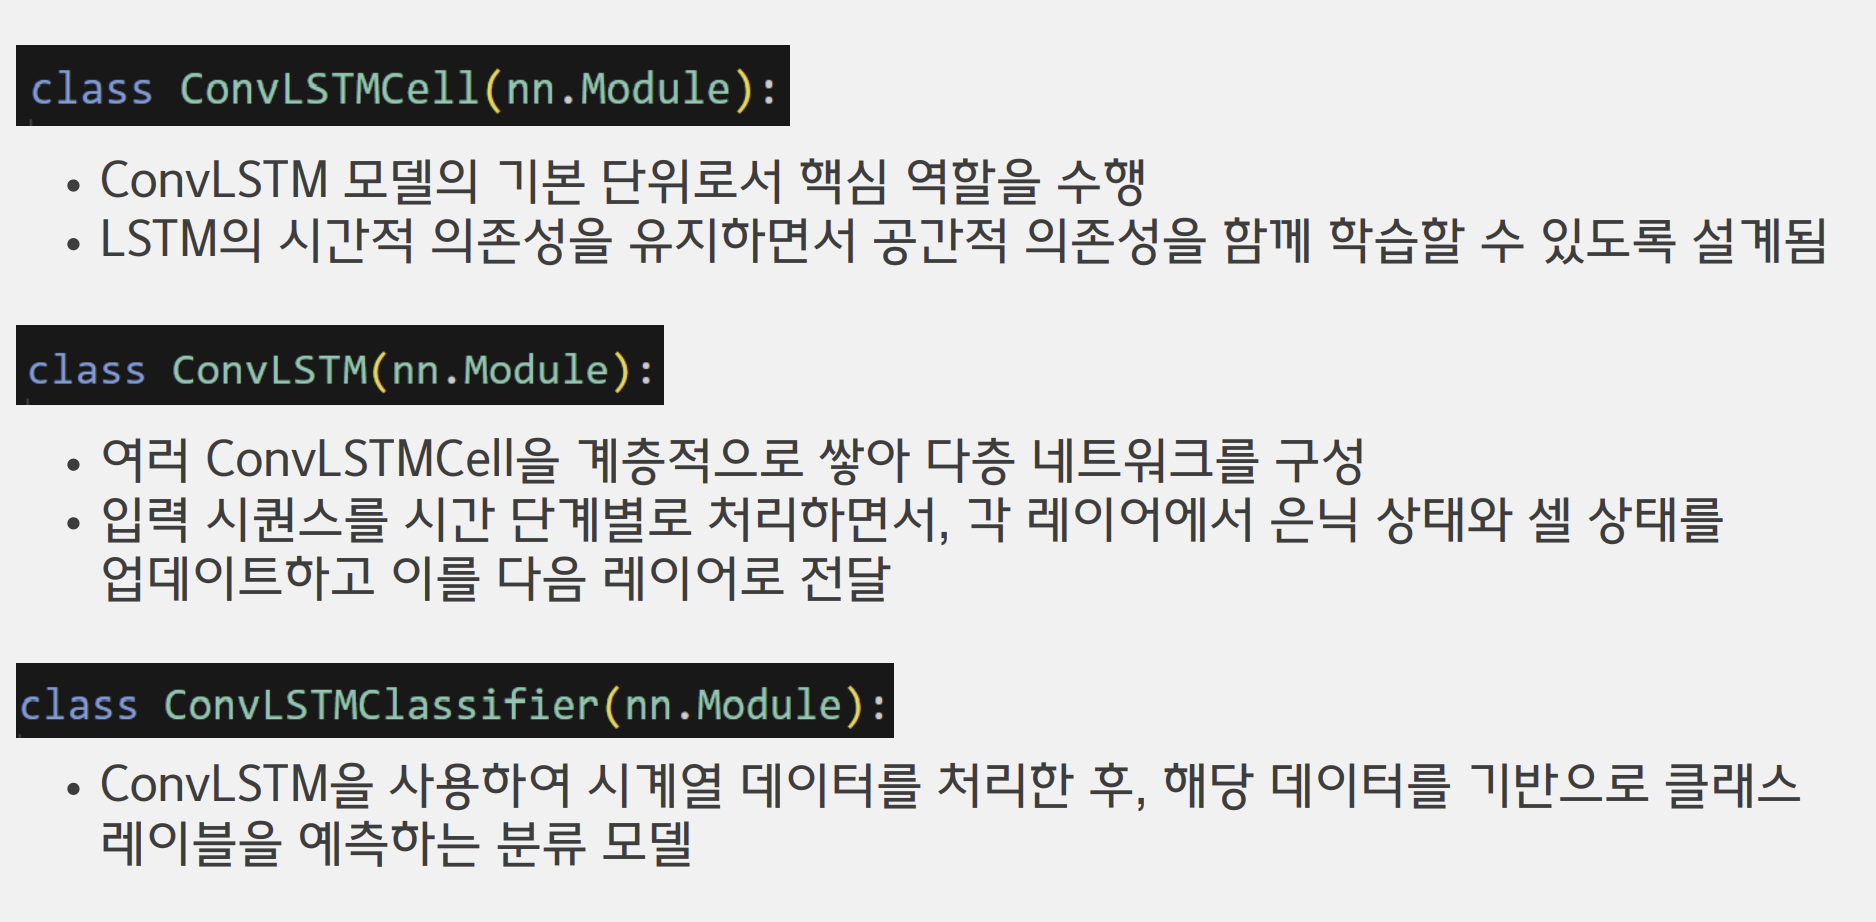 class ConvLSTMCell(nn.Module):
• ConvLSTM 모델의 기본 단위로서 핵심 역할을 수행
• LSTM의 시간적 의존성을 유지하면서 공간적 의존성을 함께 학습할 수 있도록 설계됨
class ConvLSTM(nn.Module):
• 여러 ConvLSTMCell을 계층적으로 쌓아 다층 네트워크를 구성
• 입력 시퀀스를 시간 단계별로 처리하면서, 각 레이어에서 은닉 상태와 셀 상태를
업데이트하고 이를 다음 레이어로 전달
class ConvLSTMClassifier(nn.Module):
• ConvLSTM을 사용하여 시계열 데이터를 처리한 후, 해당 데이터를 기반으로 클래스
레이블을 예측하는 분류 모델